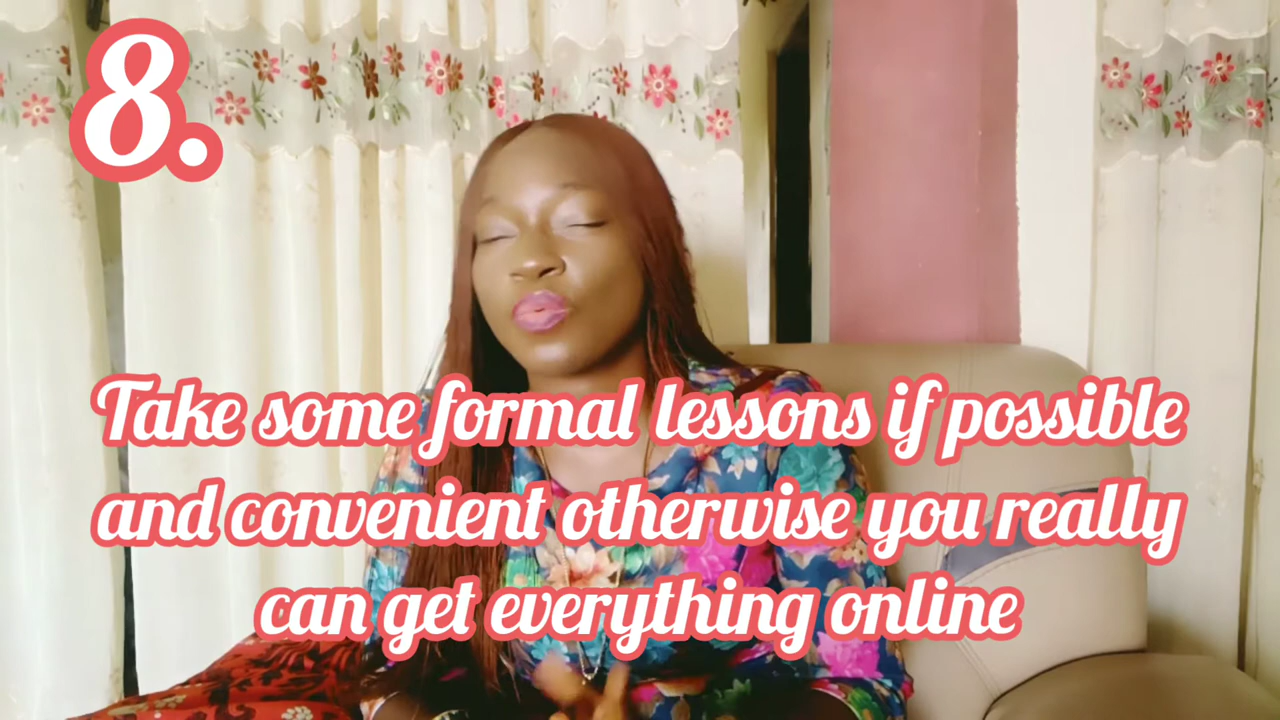 8.
Take some formal lessons if possible
and convenient otherwise you really
can get everything online